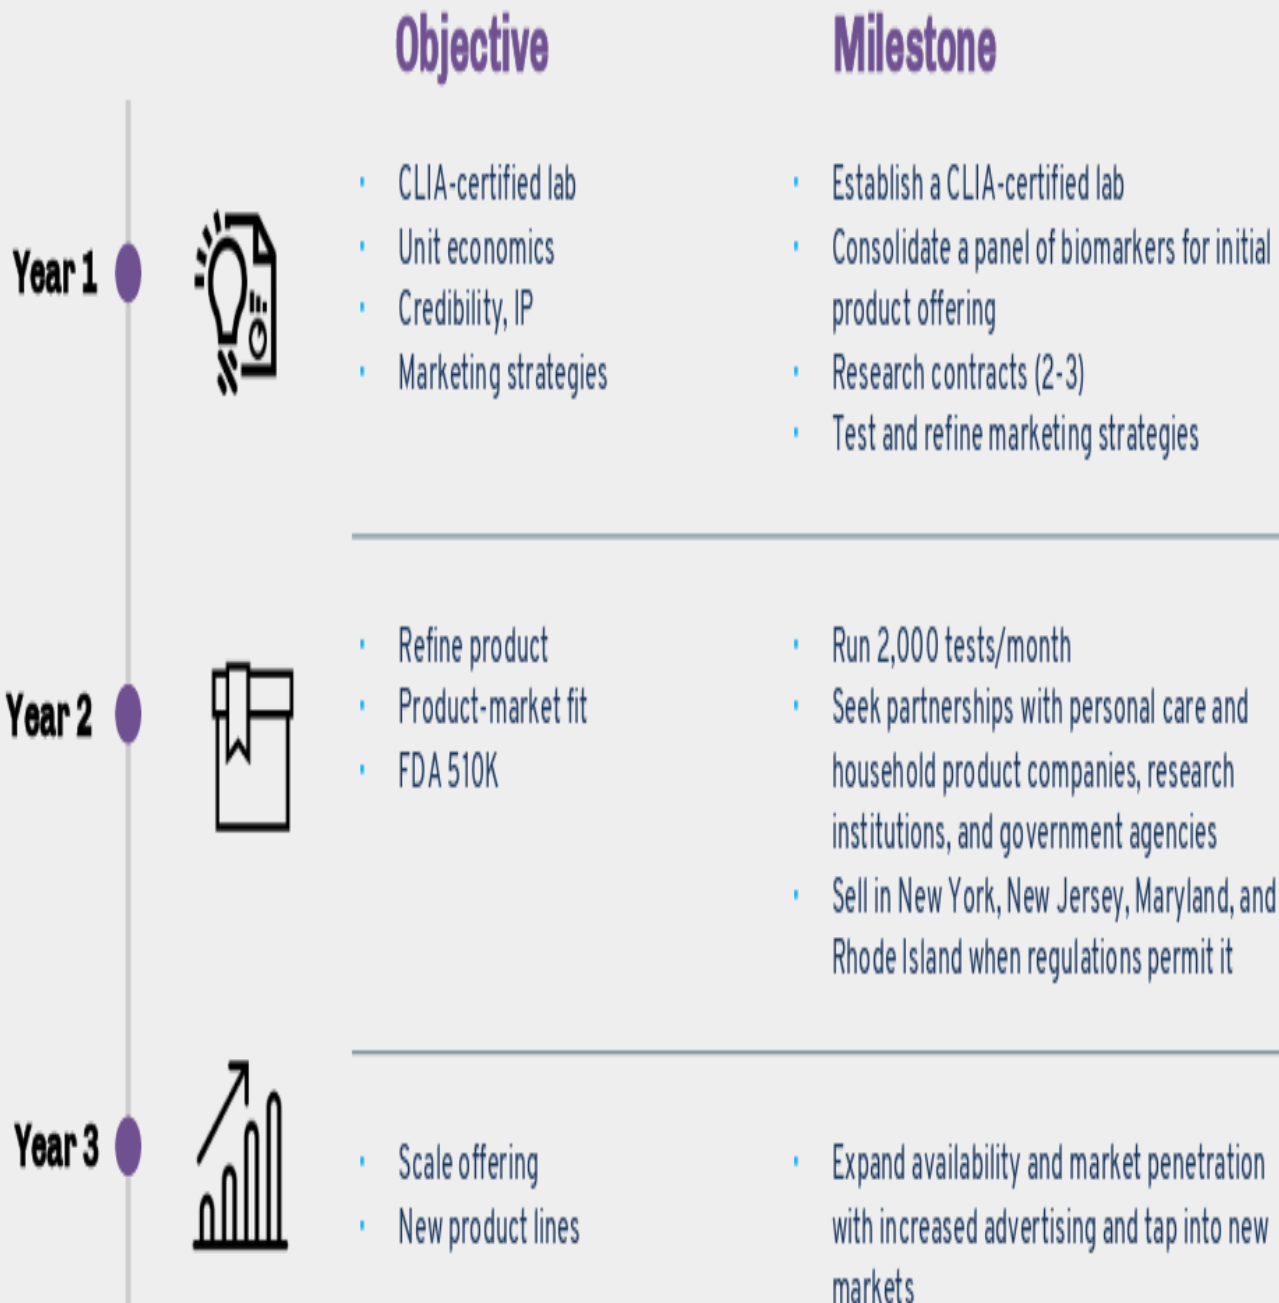 Objective
Milestone
Year 1
CLIA-certified lab
Unit economics
Credibility, IP
Marketing strategies
Establish a CLIA-certified lab
Consolidate a panel of biomarkers for initial
product offering
Research contracts (2-3)
Test and refine marketing strategies
Year 2
Refine product
Product-market fit
FDA 510K
Run 2,000 tests/month
Seek partnerships with personal care and
household product companies, research
institutions, and government agencies
Sell in New York, New Jersey, Maryland, and
Rhode Island when regulations permit it
Year 3
Scale offering
New product lines
Expand availability and market penetration
with increased advertising and tap into new
markets